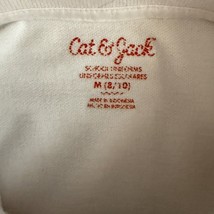 Cat & Jack
SCHOOL UNIFORMS
UNIFORMES ESCOLARES
M (8/10)
MADE IN INDONESIA
HECHO EN INDONESIA